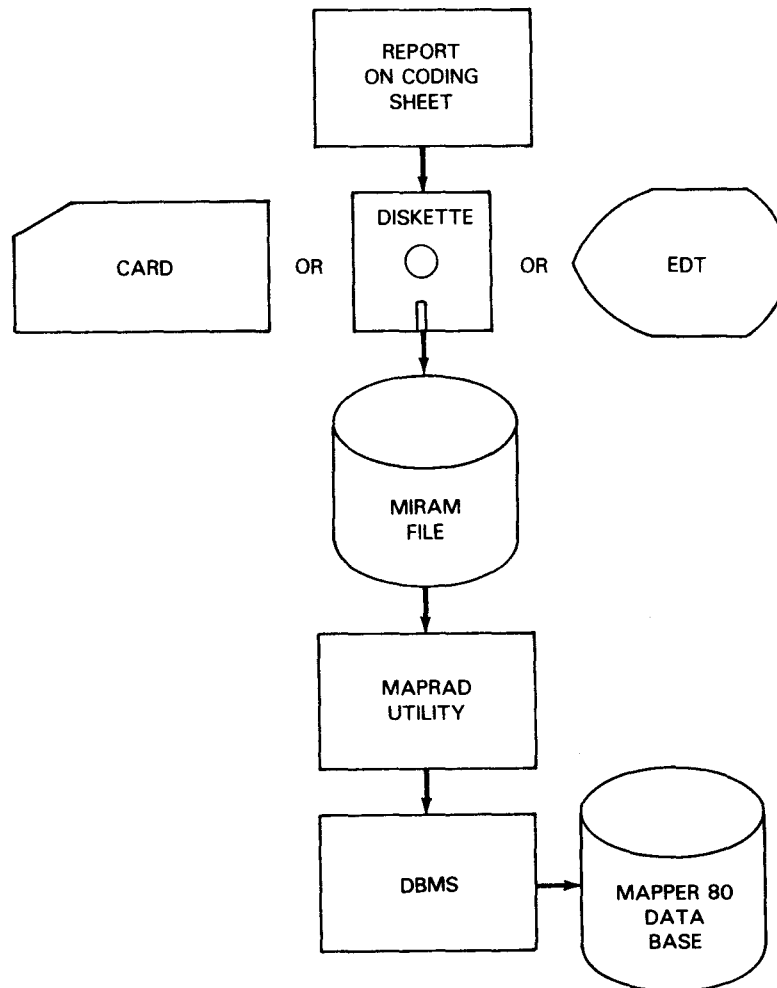 REPORT
ON CODING
SHEET
DISKETTE
CARD OR OR EDT
MIRAM
FILE
MAPRAD
UTILITY
DBMS
MAPPER 80
DATA
BASE